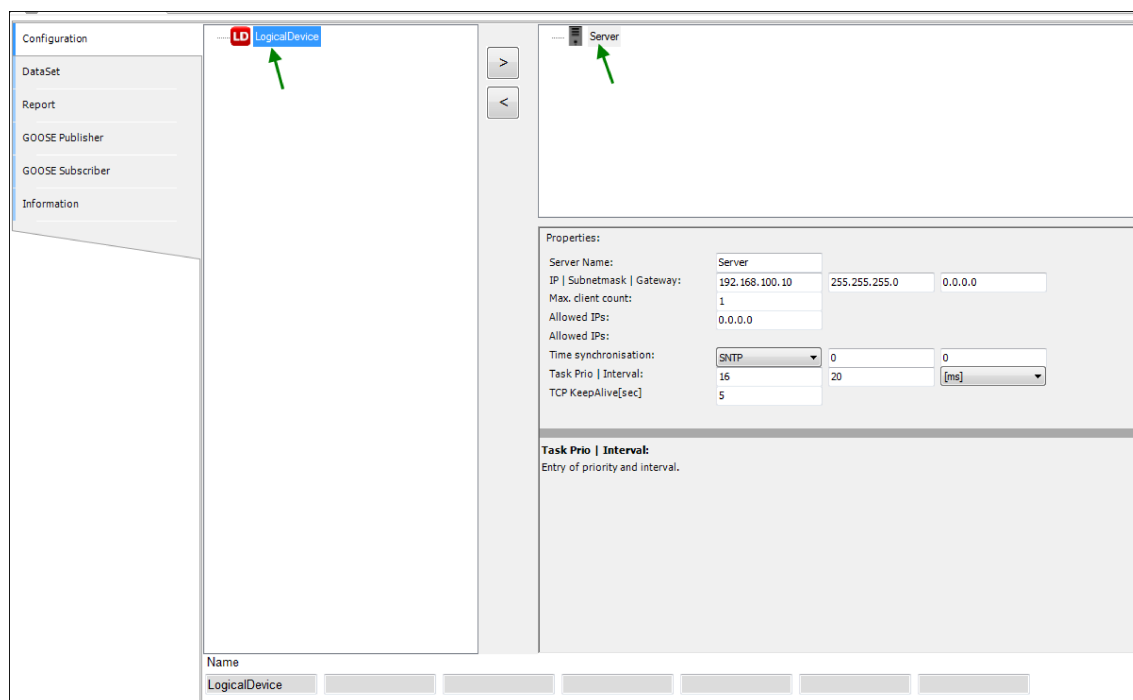 Configuration
DataSet
Report
GOOSE Publisher
GOOSE Subscriber
Information
LD LogicalDevice
>
<
Server
Properties:
Server Name: Server
IP | Subnetmask | Gateway: 192.168.100.10 255.255.255.0 0.0.0.0
Max. client count: 1
Allowed IPs: 0.0.0.0
Allowed IPs:
Time synchronisation: SNTP 0 0
Task Prio | Interval: 16 20 [ms]
TCP KeepAlive[sec] 5
Task Prio | Interval:
Entry of priority and interval.
Name
LogicalDevice